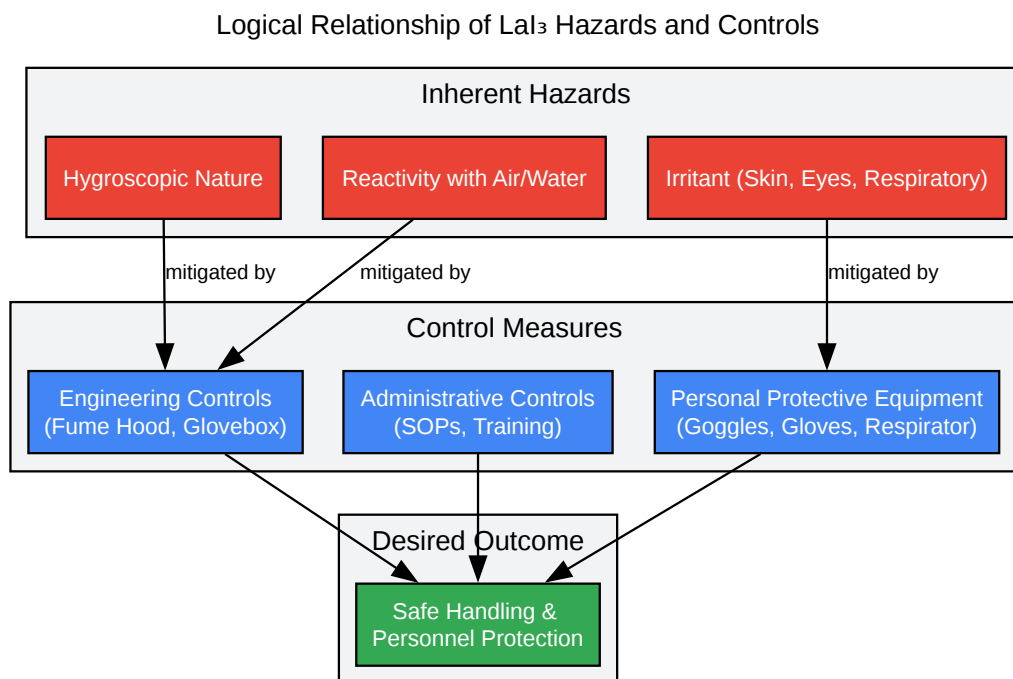 Logical Relationship of LaI₃ Hazards and Controls
Inherent Hazards
Hygroscopic Nature
Reactivity with Air/Water
Irritant (Skin, Eyes, Respiratory)
mitigated by
mitigated by
mitigated by
Control Measures
Engineering Controls
(Fume Hood, Glovebox)
Administrative Controls
(SOPs, Training)
Personal Protective Equipment
(Goggles, Gloves, Respirator)
Desired Outcome
Safe Handling &
Personnel Protection